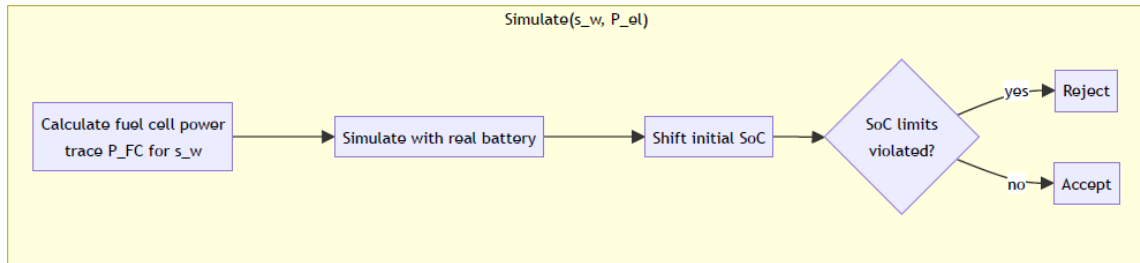 Simulate(s_w, P_el)
Calculate fuel cell power
trace P_FC for s_w
Simulate with real battery
Shift initial SoC
SoC limits
violated?
yes
Reject
no
Accept